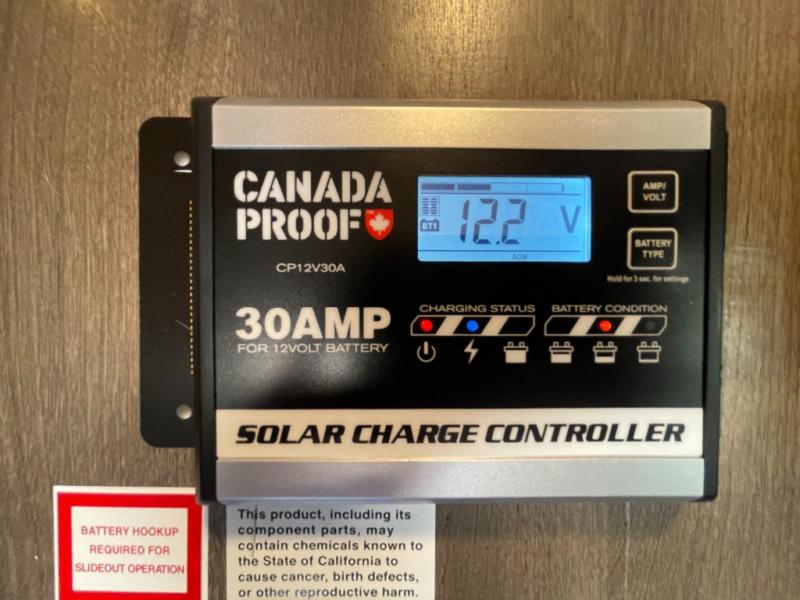 CANADA
PROOF
CP12V30A
BT1
12.2 V
AGM
AMP/
VOLT
BATTERY
TYPE
Hold for 3 sec. for settings
30AMP
FOR 12VOLT BATTERY
CHARGING STATUS
BATTERY CONDITION
SOLAR CHARGE CONTROLLER
BATTERY HOOKUP
REQUIRED FOR
SLIDEOUT OPERATION
This product, including its
component parts, may
contain chemicals known to
the State of California to
cause cancer, birth defects,
or other reproductive harm.